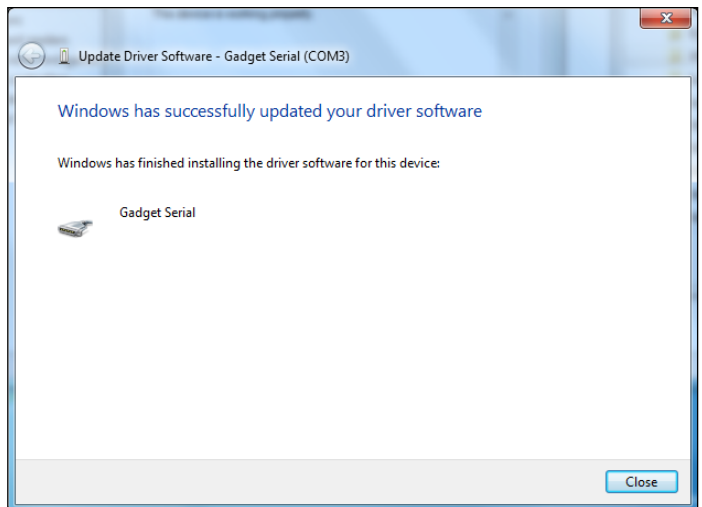 Update Driver Software - Gadget Serial (COM3)
Windows has successfully updated your driver software
Windows has finished installing the driver software for this device:
Gadget Serial
Close